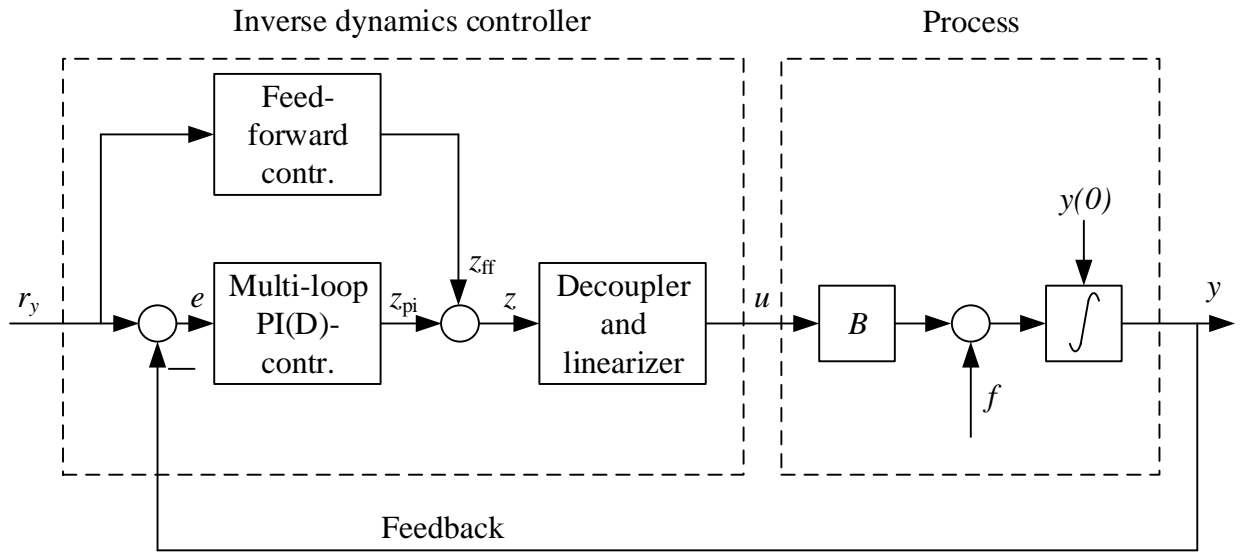 Inverse dynamics controller
Process
Feed-
forward
contr.
y(0)
r_y
e
Multi-loop
PI(D)-
contr.
z_pi
z_ff
z
Decoupler
and
linearizer
u
B
f
∫
y
—
Feedback